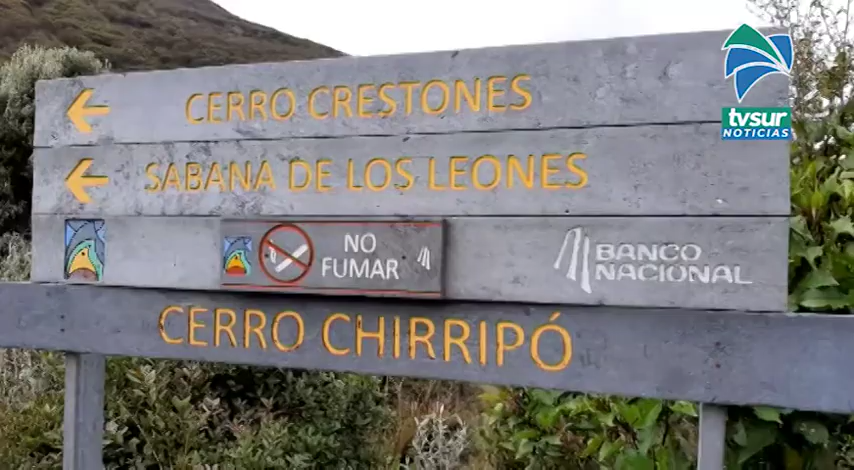 CERRO CRESTONES
tvsur
NOTICIAS
SABANA DE LOS LEONES
NO
FUMAR
BANCO
NACIONAL
CERRO CHIRRIPÓ